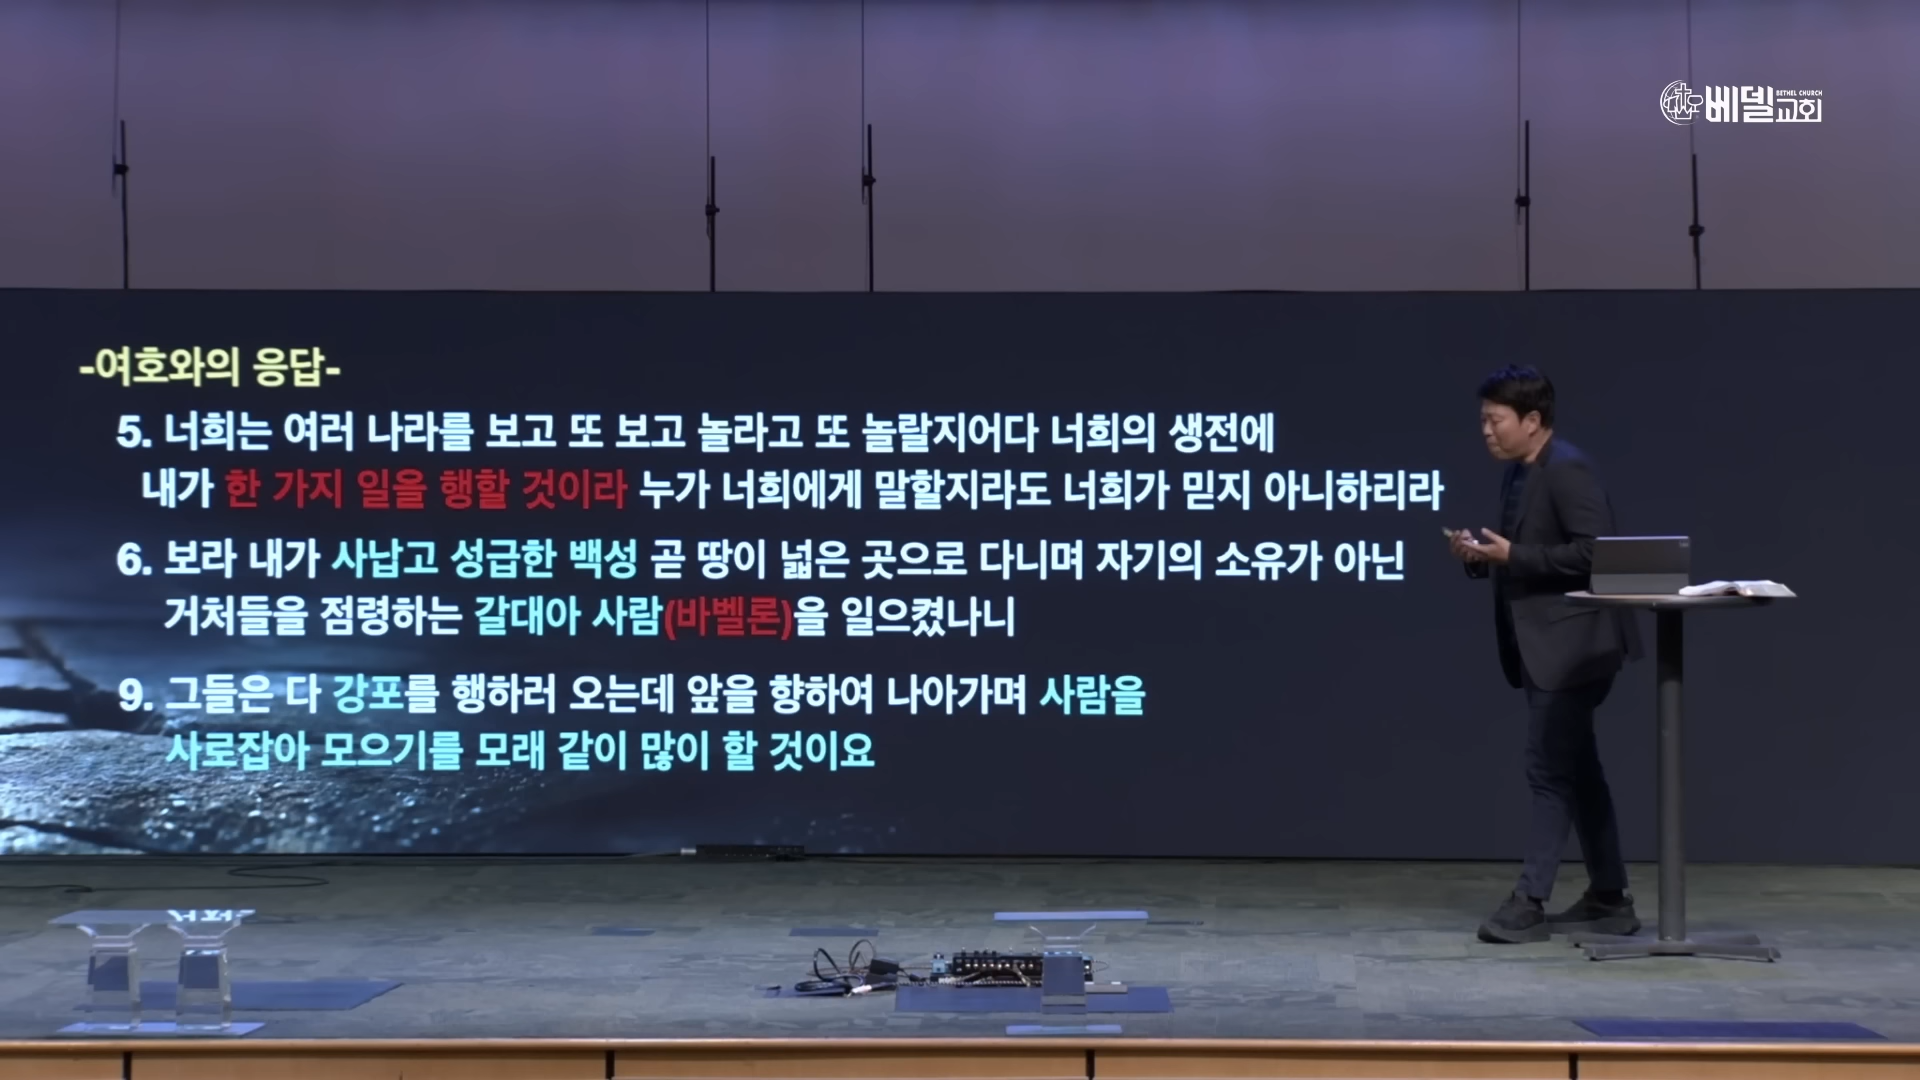 베델교회
BETHEL CHURCH
-여호와의 응답-
5. 너희는 여러 나라를 보고 또 보고 놀라고 또 놀랄지어다 너희의 생전에
내가 한 가지 일을 행할 것이라 누가 너희에게 말할지라도 너희가 믿지 아니하리라
6. 보라 내가 사납고 성급한 백성 곧 땅이 넓은 곳으로 다니며 자기의 소유가 아닌
거처들을 점령하는 갈대아 사람(바벨론)을 일으켰나니
9. 그들은 다 강포를 행하러 오는데 앞을 향하여 나아가며 사람을
사로잡아 모으기를 모래 같이 많이 할 것이요